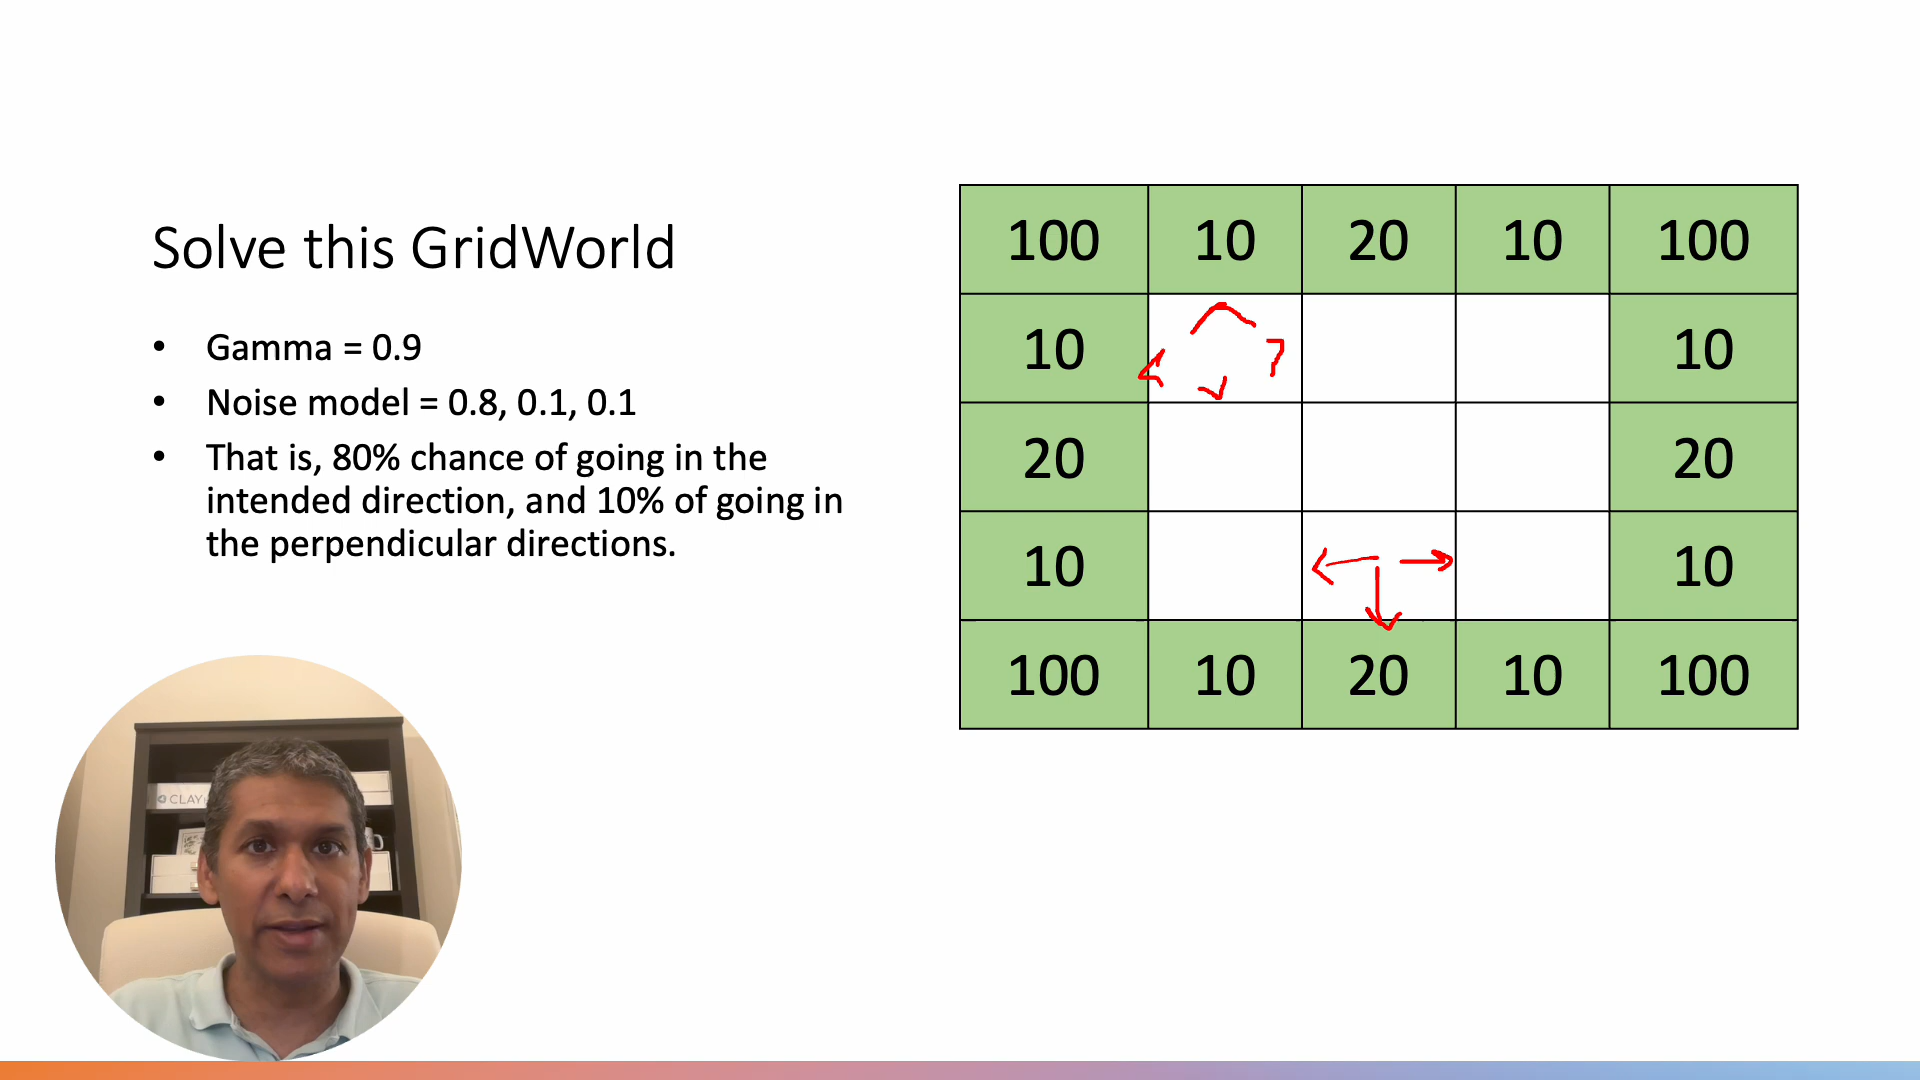 Solve this GridWorld
• Gamma = 0.9
• Noise model = 0.8, 0.1, 0.1
• That is, 80% chance of going in the
intended direction, and 10% of going in
the perpendicular directions.
100 10 20 10 100
10 10
20 20
10 10
100 10 20 10 100
CLAY